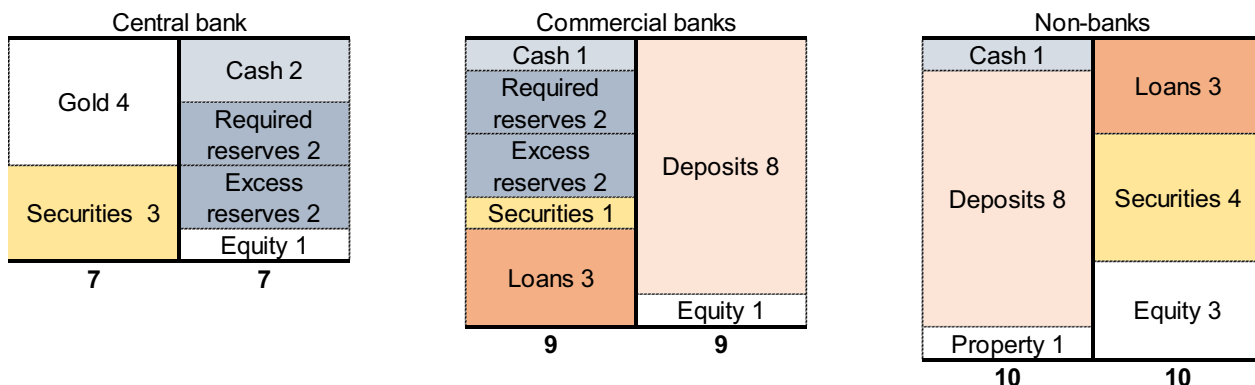 Central bank
Gold 4
Securities 3
7
Cash 2
Required
reserves 2
Excess
reserves 2
Equity 1
7
Commercial banks
Cash 1
Required
reserves 2
Excess
reserves 2
Securities 1
Loans 3
9
Deposits 8
Equity 1
9
Non-banks
Cash 1
Deposits 8
Property 1
10
Loans 3
Securities 4
Equity 3
10